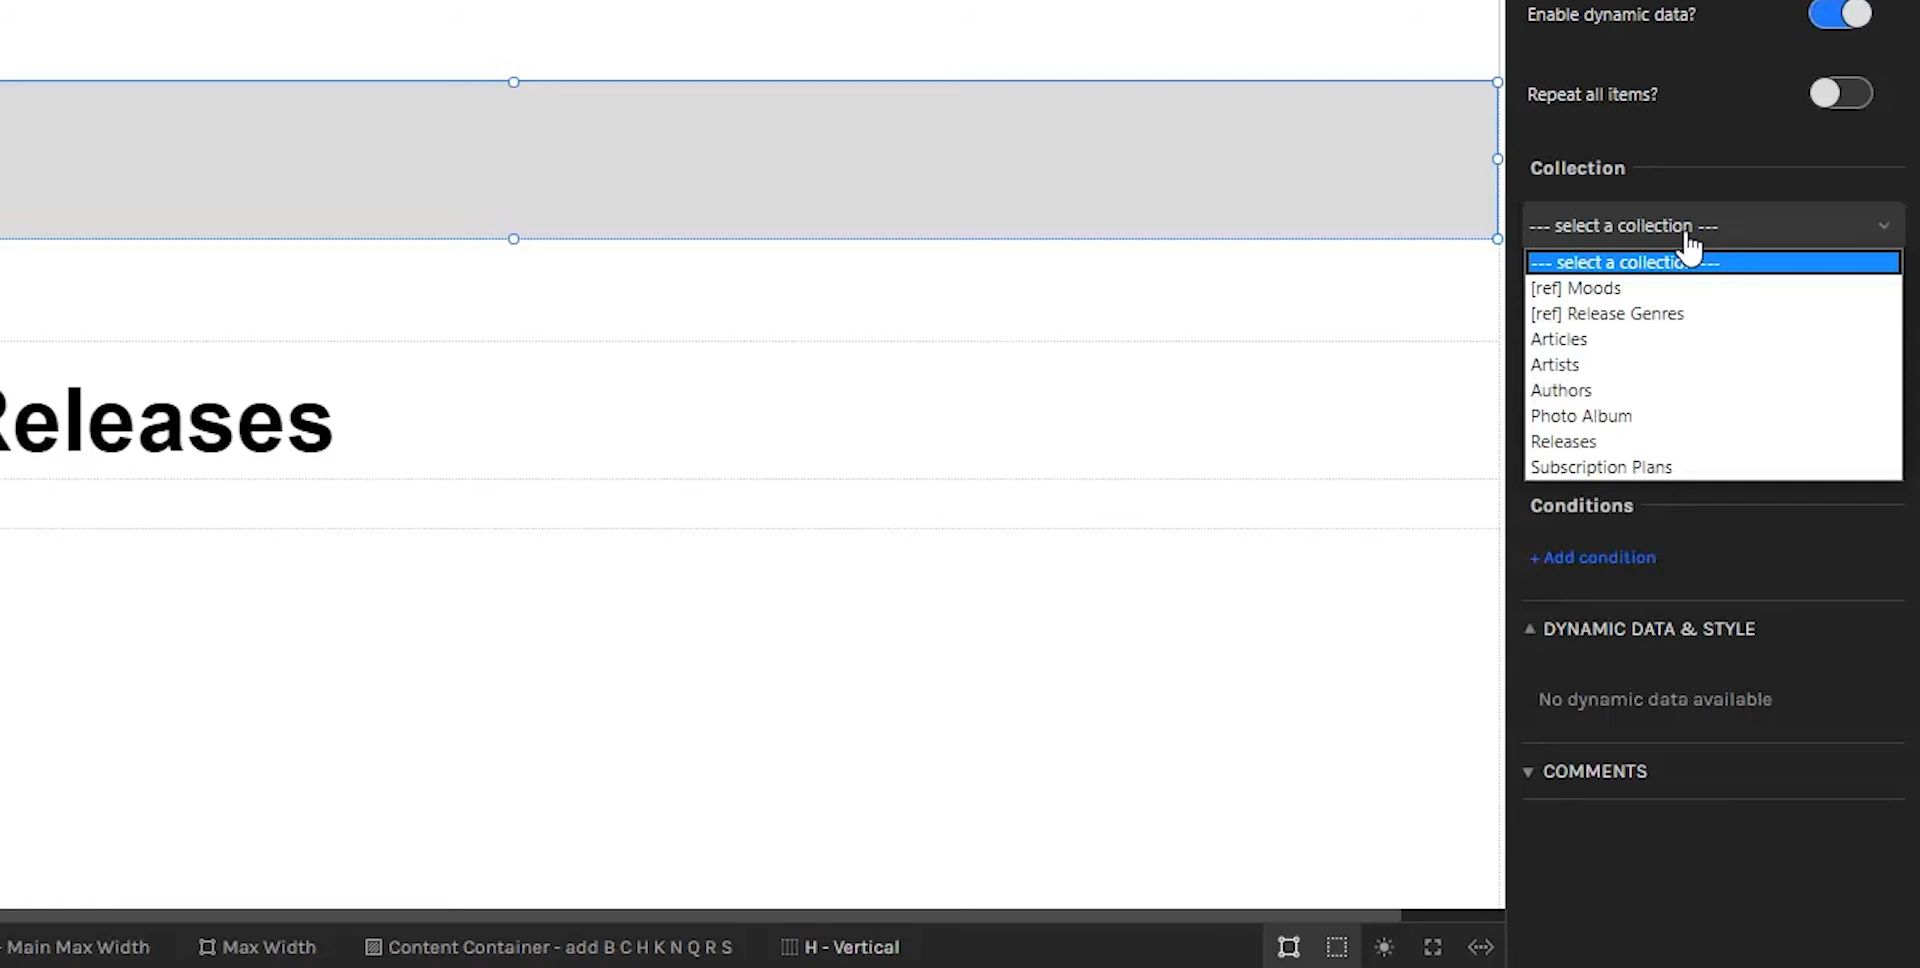 Enable dynamic data?
Repeat all items?
Collection
--- select a collection ---
--- select a collection ---
[ref] Moods
[ref] Release Genres
Articles
Artists
Authors
Photo Album
Releases
Subscription Plans
Releases
Conditions
+ Add condition
DYNAMIC DATA & STYLE
No dynamic data available
COMMENTS
Main Max Width
Max Width
Content Container - add B C H K N Q R S
H - Vertical